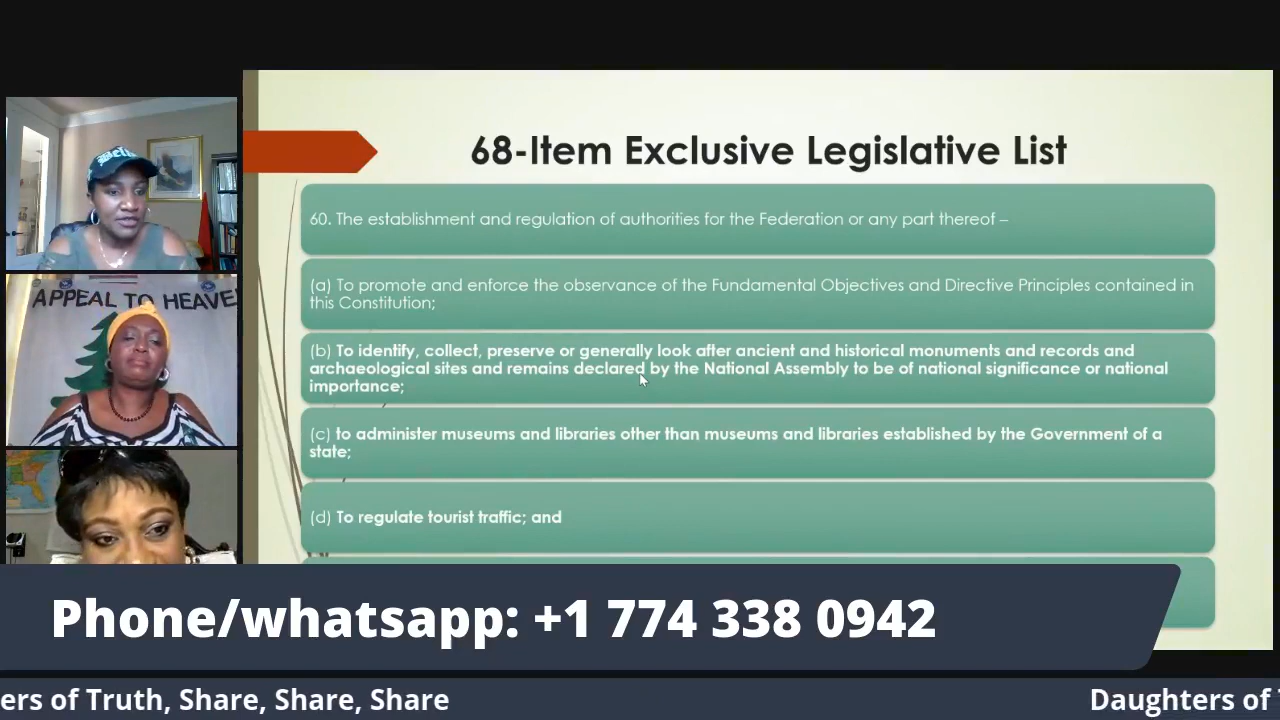 68-Item Exclusive Legislative List
60. The establishment and regulation of authorities for the Federation or any part thereof –
(a) To promote and enforce the observance of the Fundamental Objectives and Directive Principles contained in
this Constitution;
(b) To identify, collect, preserve or generally look after ancient and historical monuments and records and
archaeological sites and remains declared by the National Assembly to be of national significance or national
importance;
(c) to administer museums and libraries other than museums and libraries established by the Government of a
state;
(d) To regulate tourist traffic; and
APPEAL TO HEAVE
Phone/whatsapp: +1 774 338 0942
ers of Truth, Share, Share, Share
Daughters of